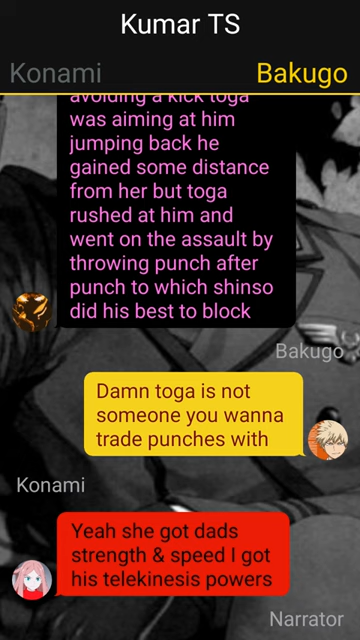 Kumar TS
Konami
Bakugo
avoiding a kick toga
was aiming at him
jumping back he
gained some distance
from her but toga
rushed at him and
went on the assault by
throwing punch after
punch to which shinso
did his best to block
Bakugo
Damn toga is not
someone you wanna
trade punches with
Konami
Yeah she got dads
strength & speed I got
his telekinesis powers
Narrator